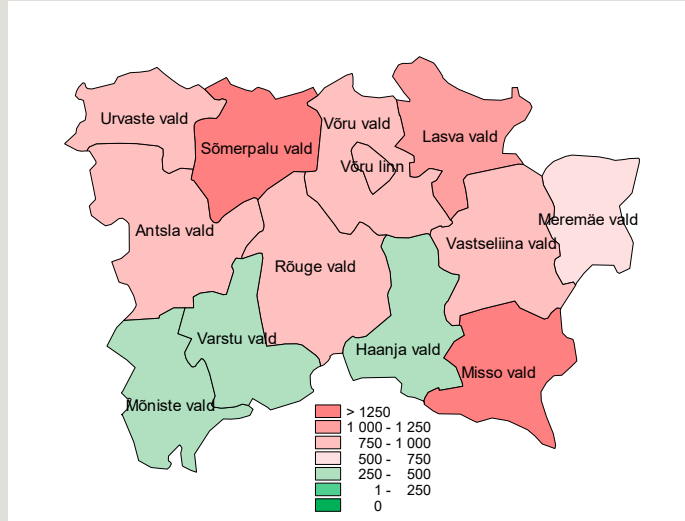 Urvaste vald
Sõmerpalu vald
Võru vald
Lasva vald
Võru linn
Antsla vald
Rõuge vald
Vastseliina vald
Meremäe vald
Varstu vald
Haanja vald
Misso vald
Mõniste vald
> 1250
1 000 - 1 250
750 - 1 000
500 - 750
250 - 500
1 - 250
0